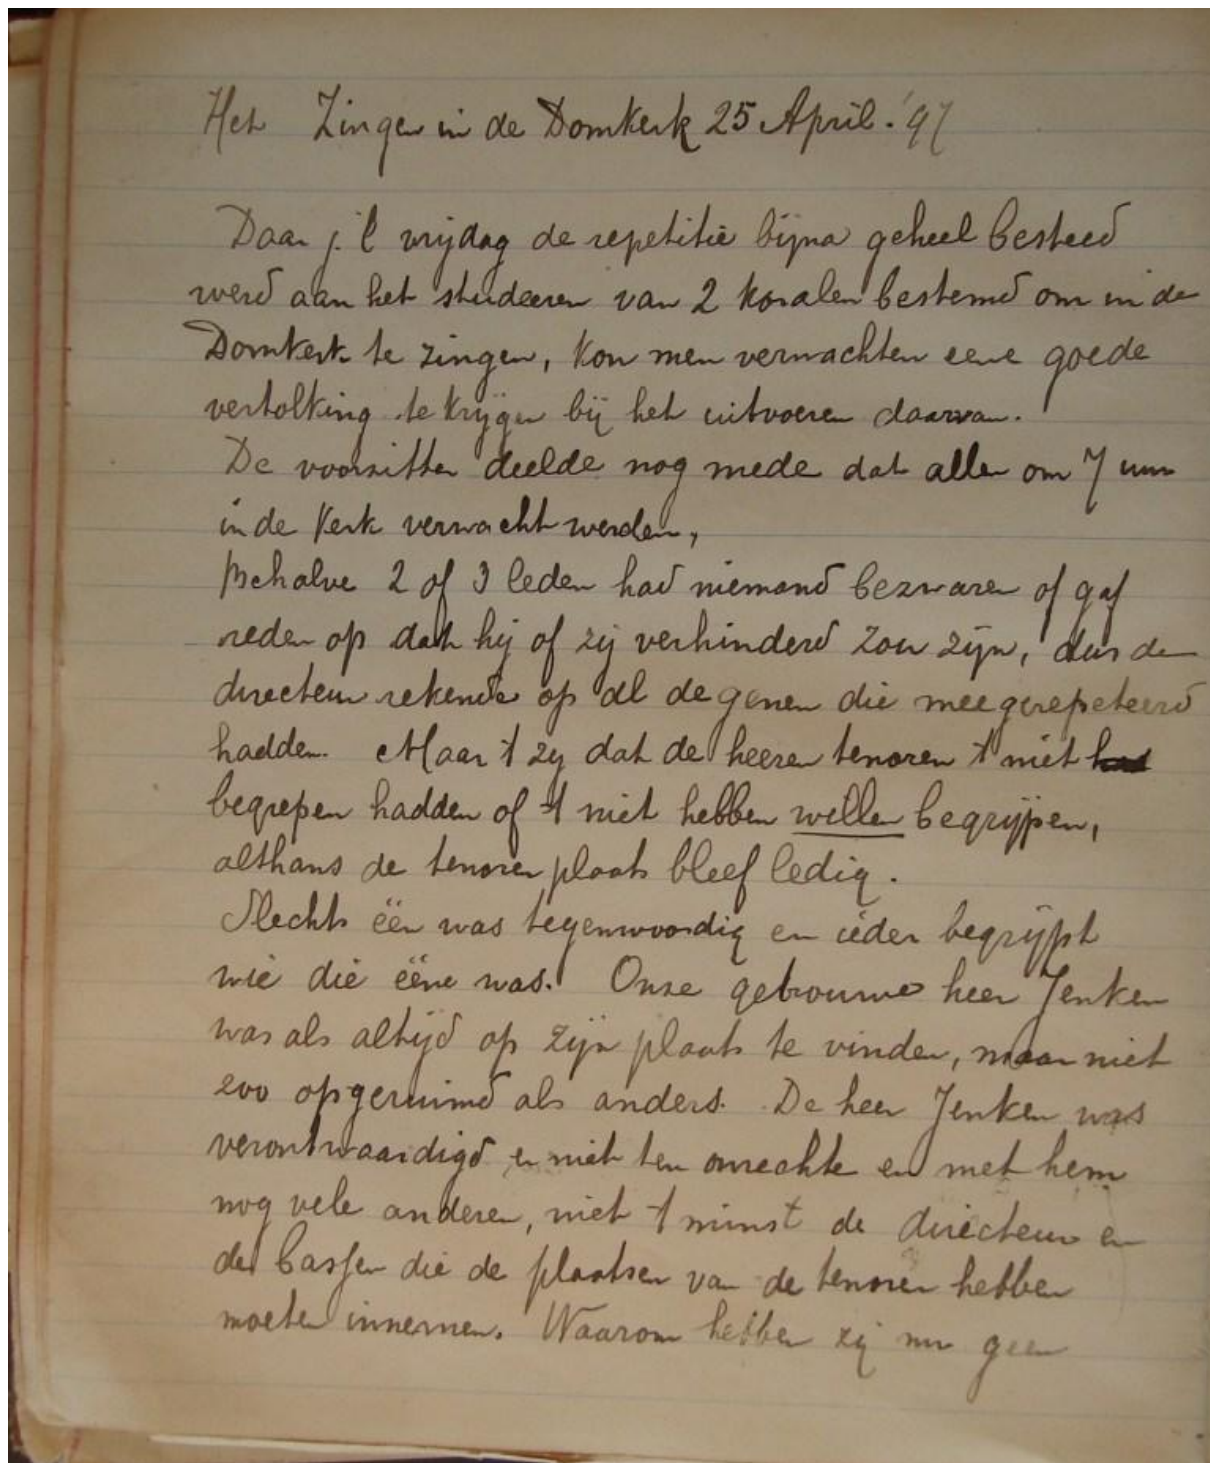 Het Zingen in de Domkerk 25 April. '97
Daar j.l vrijdag de repetitie bijna geheel besteed
werd aan het studeeren van 2 koralen bestemd om in de
Domkerk te zingen, kon men verwachten eene goede
vertolking te krijgen bij het uitvoeren daarvan.
De voorzitter deelde nog mede dat allen om 7 uur
in de Kerk verwacht werden,
Behalve 2 of 3 leden had niemand bezwaren of gaf
reden op dat hij of zij verhinderd zou zijn, dus de
directeur rekende op al de genen die meegerepeteerd
hadden. Maar 't zij dat de heeren tenoren 't niet had
begrepen hadden of 't niet hebben willen begrijpen,
althans de tenoren plaats bleef ledig.
Slechts één was tegenwoordig en ieder begrijpt
wie die ééne was. Onze getrouwe heer Jenken
was als altijd op zijn plaats te vinden, maar niet
zoo opgeruimd als anders. De heer Jenken was
verontwaardigd en niet ten onrechte en met hem
nog vele anderen, niet 't minst de directeur en
de bassen die de plaatsen van de tenoren hebben
moeten innemen. Waarom hebben zij nu geen